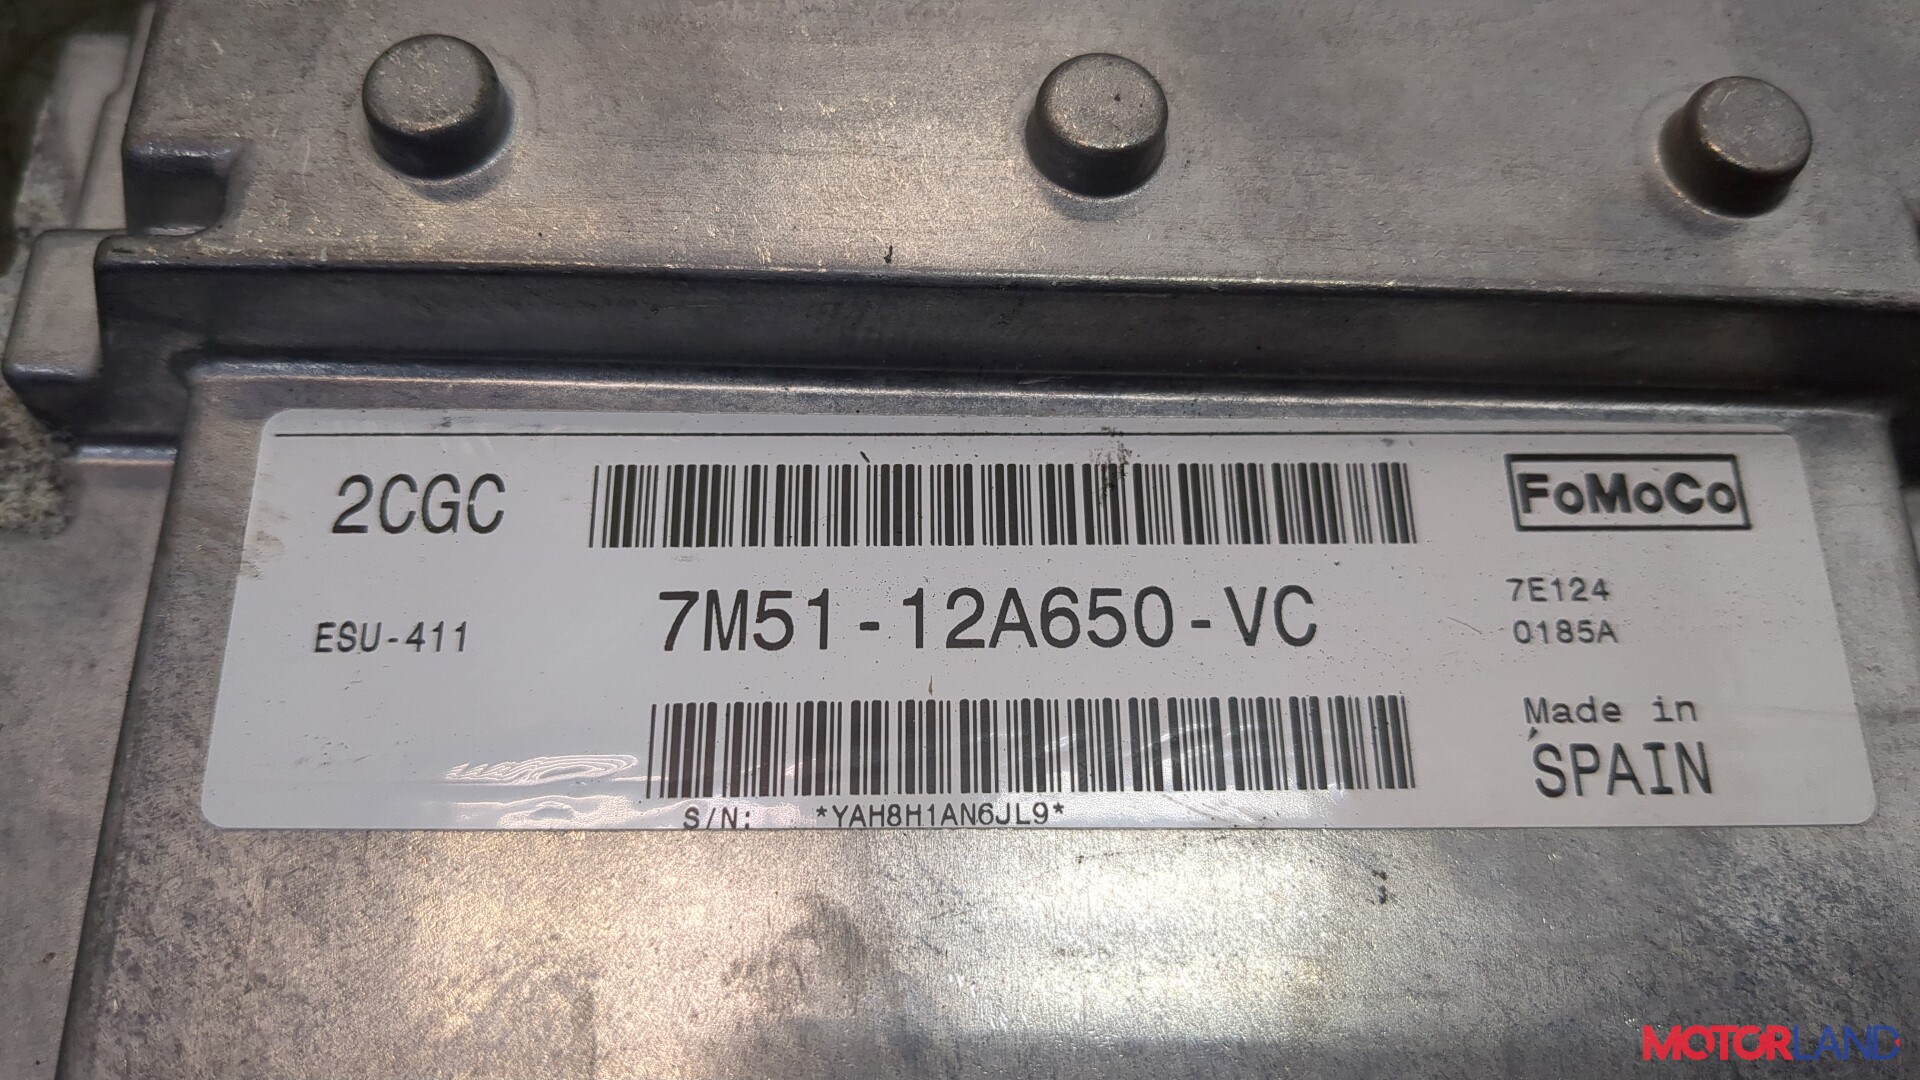 2CGC
FoMoCo
7E124
0185A
ESU-411
7M51-12A650-VC
Made in
SPAIN
S/N: *YAH8H1AN6JL9*
MOTORLAND